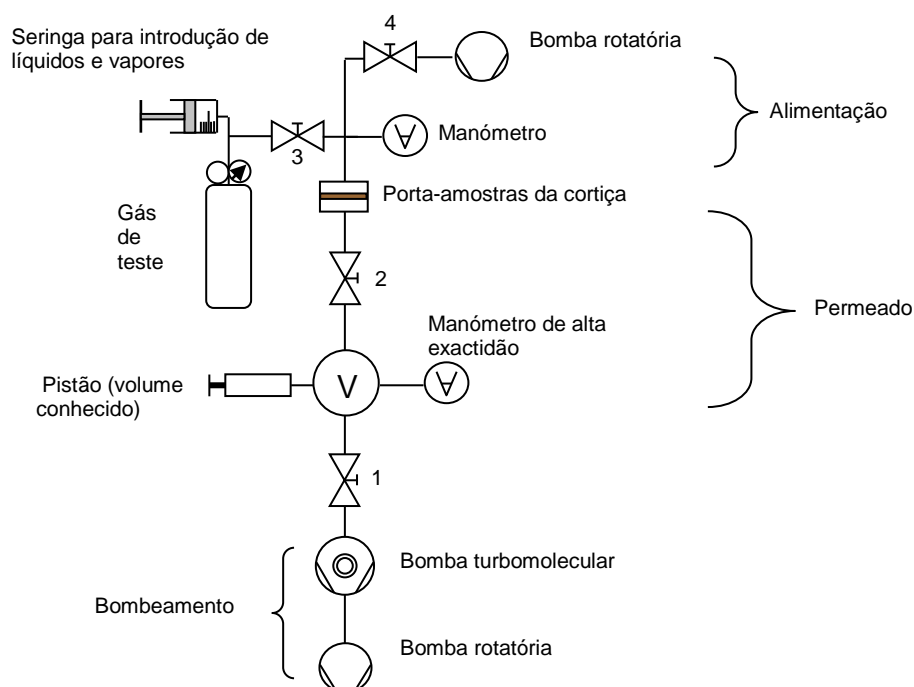 4
Seringa para introdução de
líquidos e vapores
Bomba rotatória
Alimentação
Manómetro
3
Porta-amostras da cortiça
Gás
de
teste
2
Permeado
Manómetro de alta
exactidão
Pistão (volume
conhecido)
V
1
Bomba turbomolecular
Bombeamento
Bomba rotatória